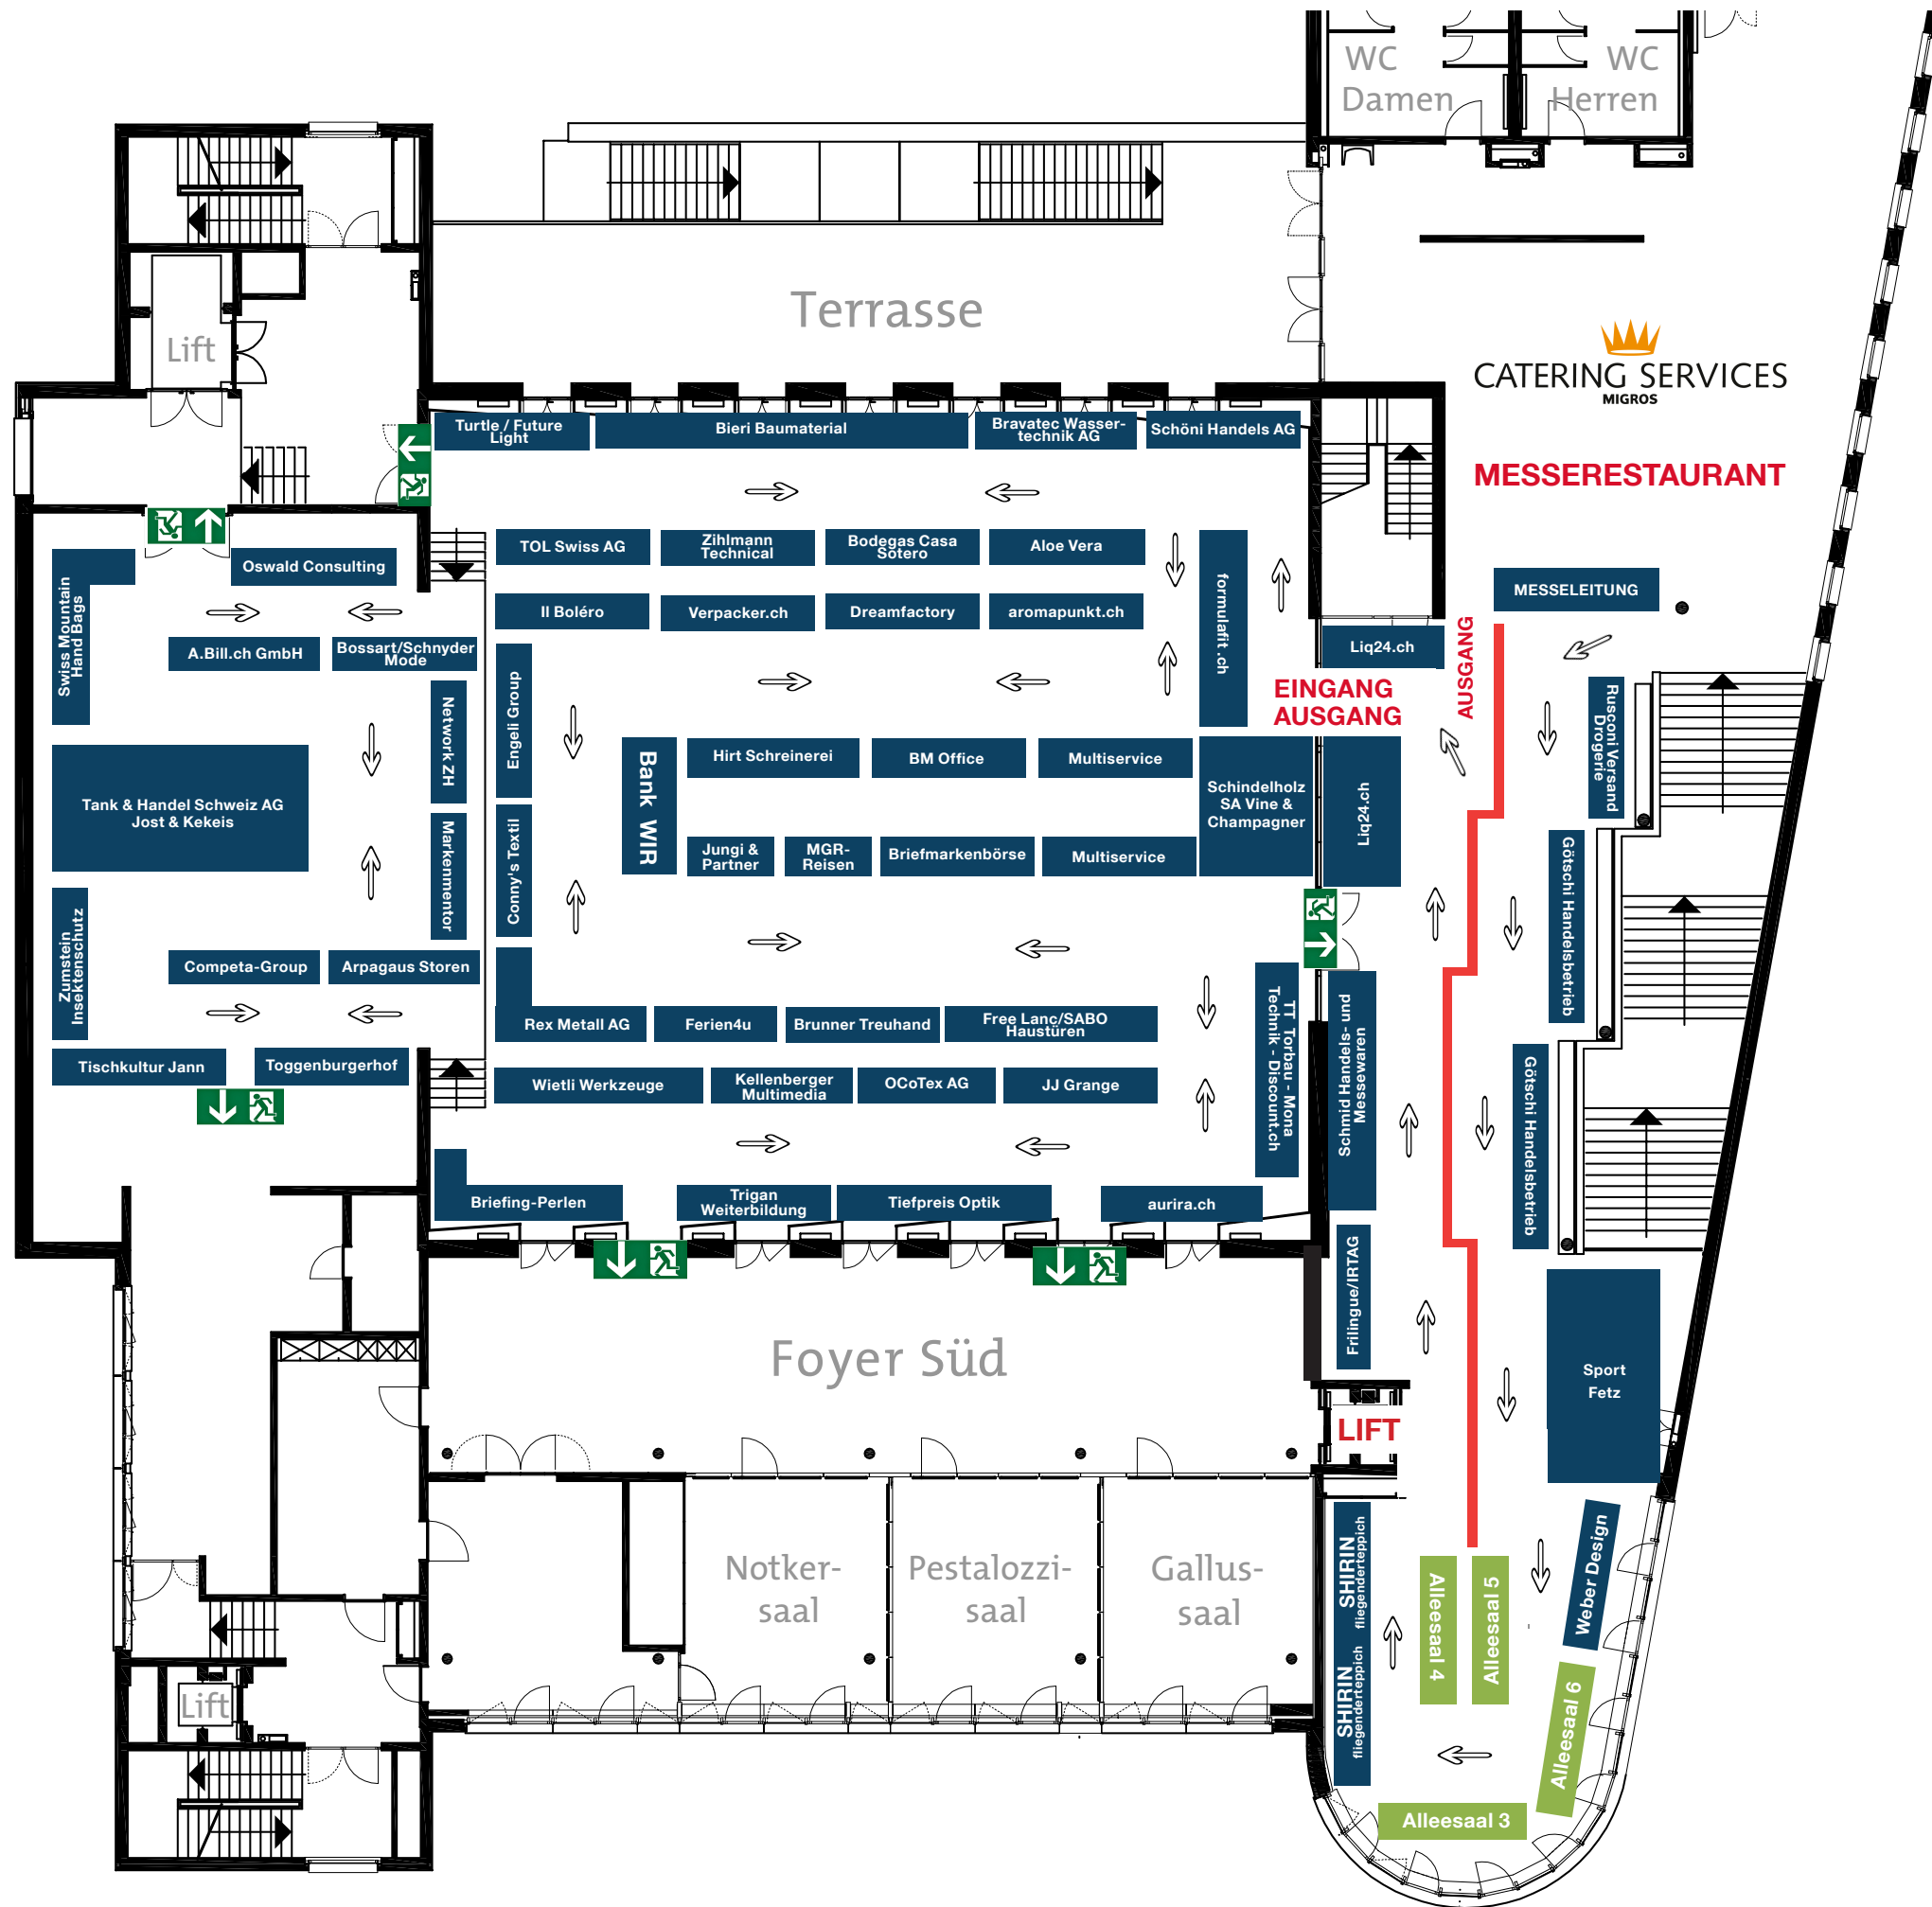 WC
Damen
WC
Herren
Terrasse
Lift
CATERING SERVICES
MIGROS
MESSERESTAURANT
Turtle / Future
Light
Bieri Baumaterial
Bravatec Wasser-
technik AG
Schöni Handels AG
TOL Swiss AG
Zihlmann
Technical
Bodegas Casa
Sotero
Aloe Vera
Oswald Consulting
Swiss Mountain
Hand Bags
Il Boléro
Verpacker.ch
Dreamfactory
aromapunkt.ch
formulafit.ch
MESSELEITUNG
A.Bill.ch GmbH
Bossart/Schnyder
Mode
Liq24.ch
EINGANG
AUSGANG
AUSGANG
Network ZH
Engeli Group
Bank WIR
Hirt Schreinerei
BM Office
Multiservice
Schindelholz
SA Vine &
Champagner
Liq24.ch
Rusconi Versand
Drogerie
Tank & Handel Schweiz AG
Jost & Kekeis
Markenmentor
Conny's Textil
Jungi &
Partner
MGR-
Reisen
Briefmarkenbörse
Multiservice
Götschi Handelsbetrieb
Zumstein
Insektenschutz
Competa-Group
Arpagaus Storen
Rex Metall AG
Ferien4u
Brunner Treuhand
Free Lanc/SABO
Haustüren
TT Torbau - Mona
Technik - Discount.ch
Schmid Handels- und
Messewaren
Götschi Handelsbetrieb
Tischkultur Jann
Toggenburgerhof
Wietli Werkzeuge
Kellenberger
Multimedia
OCoTex AG
JJ Grange
Briefing-Perlen
Trigan
Weiterbildung
Tiefpreis Optik
aurira.ch
Frilingue/IRTAG
Foyer Süd
Sport
Fetz
LIFT
Notker-
saal
Pestalozzi-
saal
Gallus-
saal
SHIRIN
fliegenderteppich
SHIRIN
fliegenderteppich
Alleesaal 4
Alleesaal 5
Weber Design
Alleesaal 6
Alleesaal 3
Lift